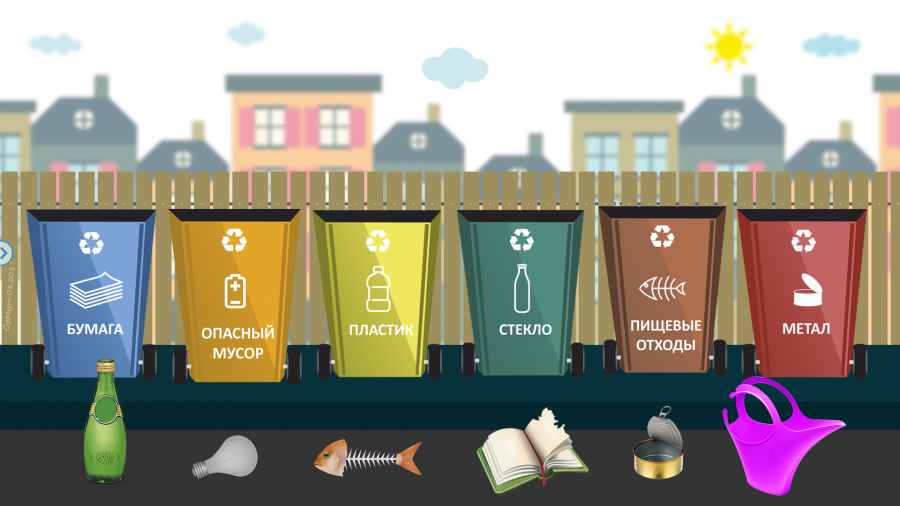 БУМАГА
ОПАСНЫЙ
МУСОР
ПЛАСТИК
СТЕКЛО
ПИЩЕВЫЕ
ОТХОДЫ
МЕТАЛ